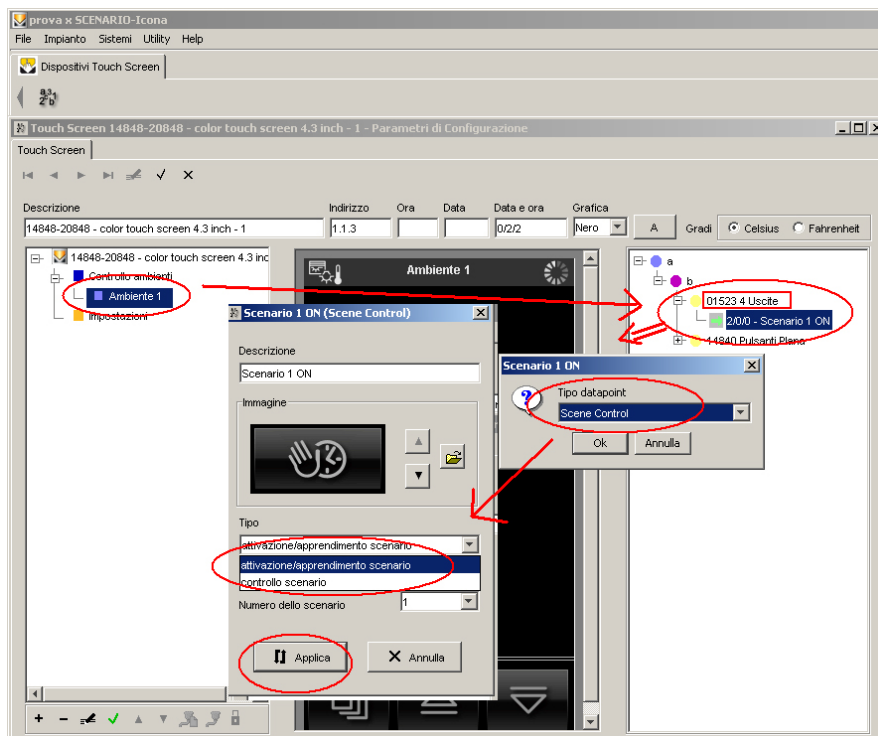 prova x SCENARIO-Icona
File Impianto Sistemi Utility Help
Dispositivi Touch Screen
Touch Screen 14848-20848 - color touch screen 4.3 inch - 1 - Parametri di Configurazione
Touch Screen
Descrizione Indirizzo Ora Data Data e ora Grafica
14848-20848 - color touch screen 4.3 inch - 1 1.1.3 0/2/2 Nero A Gradi Celsius Fahrenheit
14848-20848 - color touch screen 4.3 inc
Controllo ambienti
Ambiente 1
Impostazioni
Ambiente 1
a
b
01523 4 Uscite
2/0/0 - Scenario 1 ON
14840 Pulsanti Plana
Scenario 1 ON (Scene Control)
Descrizione
Scenario 1 ON
Immagine
Tipo
attivazione/apprendimento scenario
attivazione/apprendimento scenario
controllo scenario
Numero dello scenario 1
Applica Annulla
Scenario 1 ON
Tipo datapoint
Scene Control
Ok Annulla